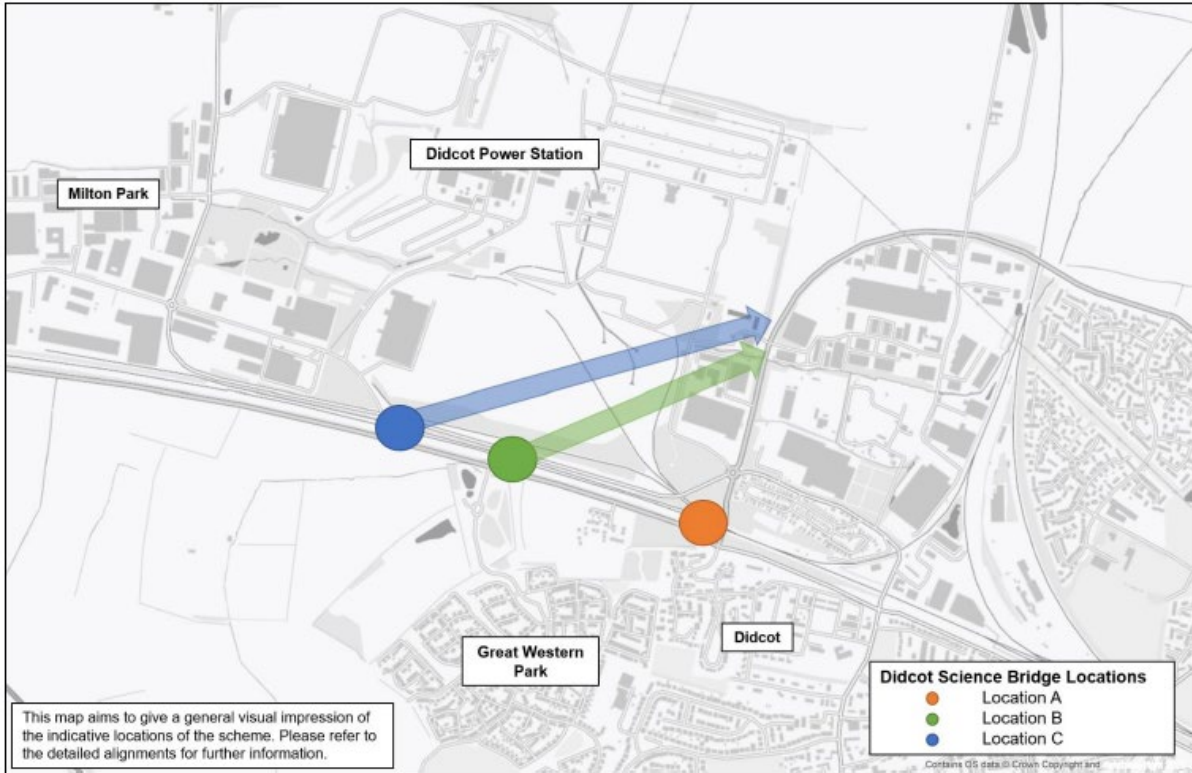 Didcot Power Station
Milton Park
Great Western
Park
Didcot
Didcot Science Bridge Locations
Location A
Location B
Location C
This map aims to give a general visual impression of
the indicative locations of the scheme. Please refer to
the detailed alignments for further information.
Contains OS data © Crown Copyright and